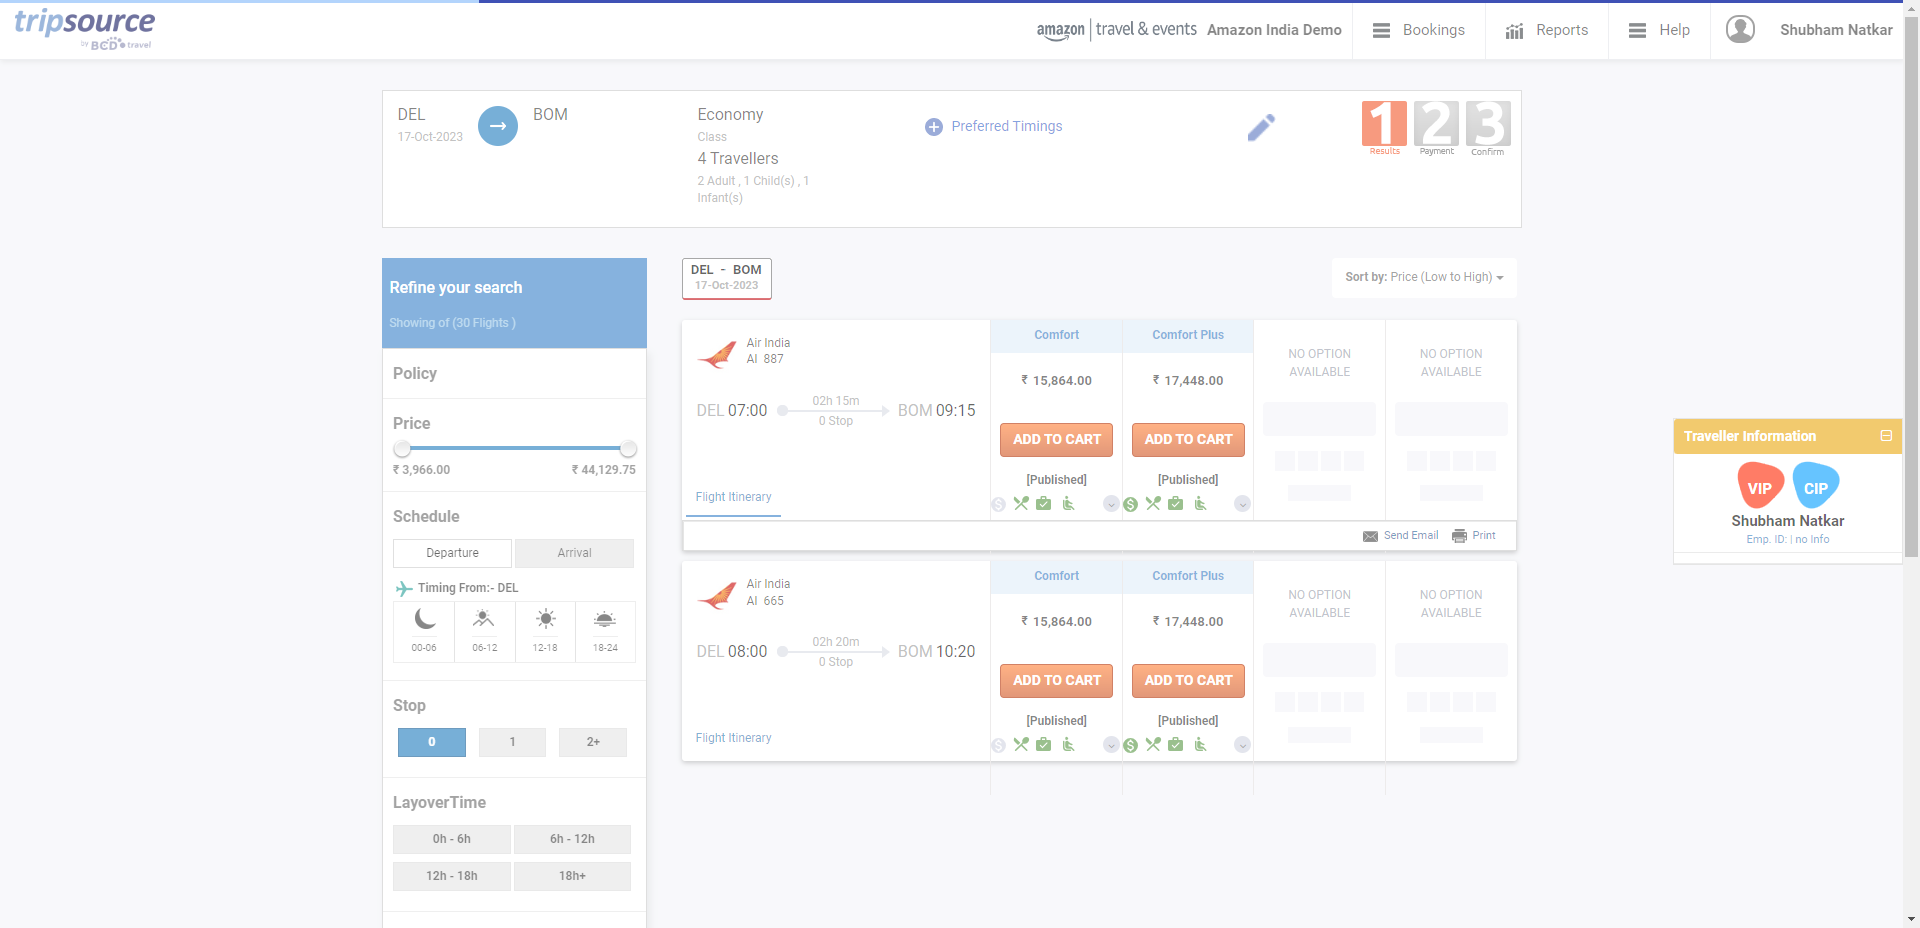 tripsource
by BCD travel
amazon travel & events Amazon India Demo
Bookings
Reports
Help
Shubham Natkar
DEL
17-Oct-2023
BOM
Economy
Class
4 Travellers
2 Adult , 1 Child(s) , 1
Infant(s)
Preferred Timings
1 2 3
Results Payment Confirm
Refine your search
Showing of (30 Flights )
Policy
Price
₹ 3,966.00 ₹ 44,129.75
Schedule
Departure Arrival
Timing From:- DEL
00-06 06-12 12-18 18-24
Stop
0 1 2+
LayoverTime
0h - 6h 6h - 12h
12h - 18h 18h+
DEL - BOM
17-Oct-2023
Sort by: Price (Low to High)
Air India
AI 887
DEL 07:00 02h 15m BOM 09:15
0 Stop
Flight Itinerary
Comfort
₹ 15,864.00
ADD TO CART
[Published]
Comfort Plus
₹ 17,448.00
ADD TO CART
[Published]
NO OPTION
AVAILABLE
NO OPTION
AVAILABLE
Send Email Print
Air India
AI 665
DEL 08:00 02h 20m BOM 10:20
0 Stop
Flight Itinerary
Comfort
₹ 15,864.00
ADD TO CART
[Published]
Comfort Plus
₹ 17,448.00
ADD TO CART
[Published]
NO OPTION
AVAILABLE
NO OPTION
AVAILABLE
Traveller Information
VIP CIP
Shubham Natkar
Emp. ID: | no Info